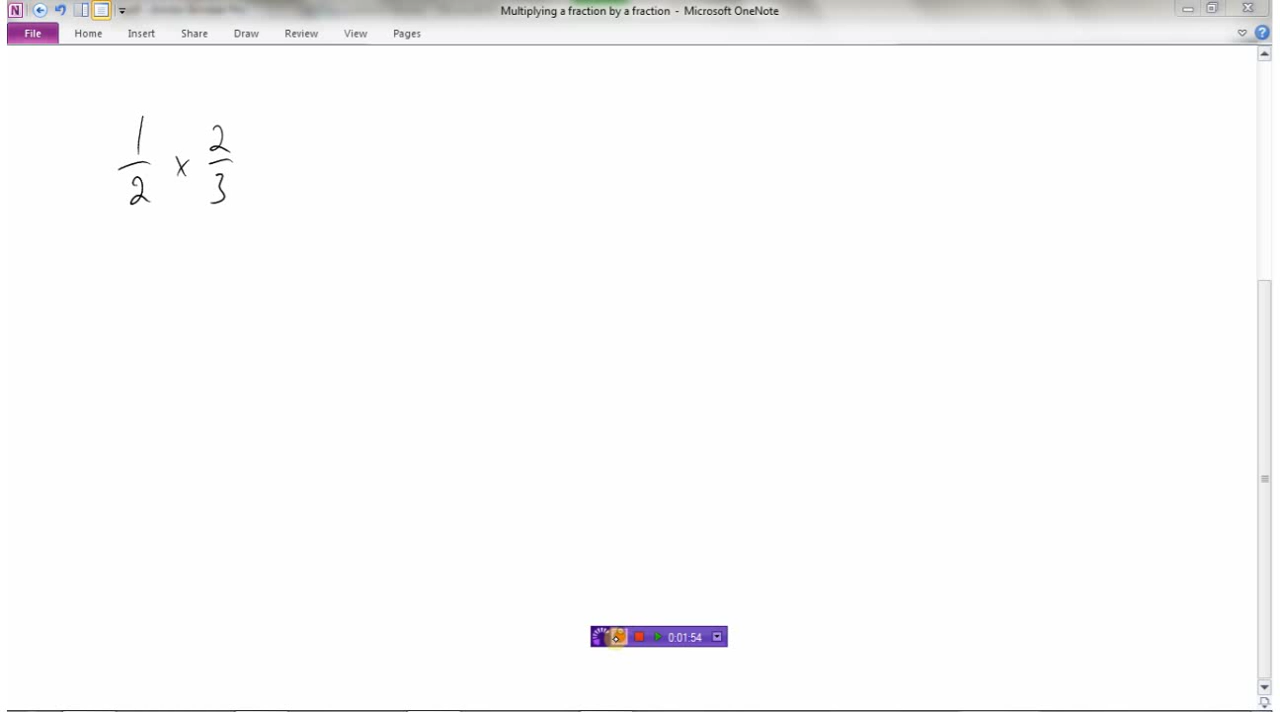 Multiplying a fraction by a fraction - Microsoft OneNote
File Home Insert Share Draw Review View Pages
1/2 x 2/3
0:01:54